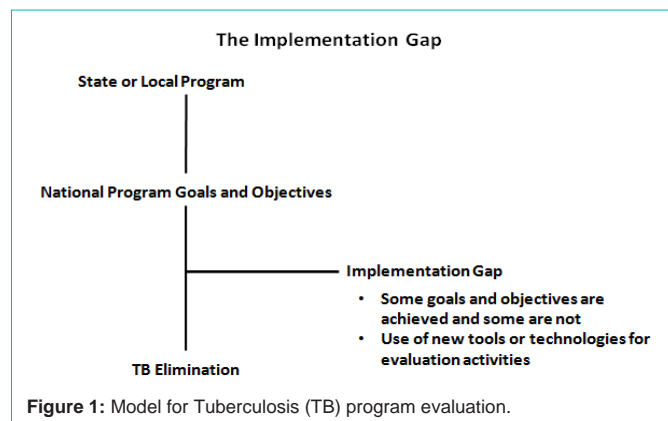 The Implementation Gap
State or Local Program
National Program Goals and Objectives
Implementation Gap
• Some goals and objectives are
achieved and some are not
• Use of new tools or technologies for
evaluation activities
TB Elimination
Figure 1: Model for Tuberculosis (TB) program evaluation.